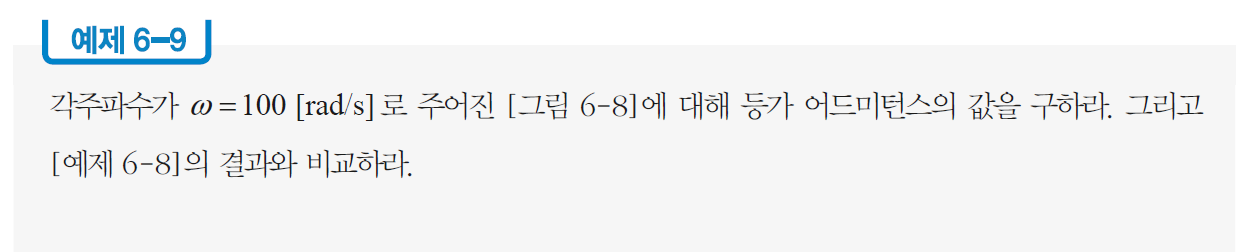 예제 6-9
각주파수가 ω=100 [rad/s]로 주어진 [그림 6-8]에 대해 등가 어드미턴스의 값을 구하라. 그리고
[예제 6-8]의 결과와 비교하라.